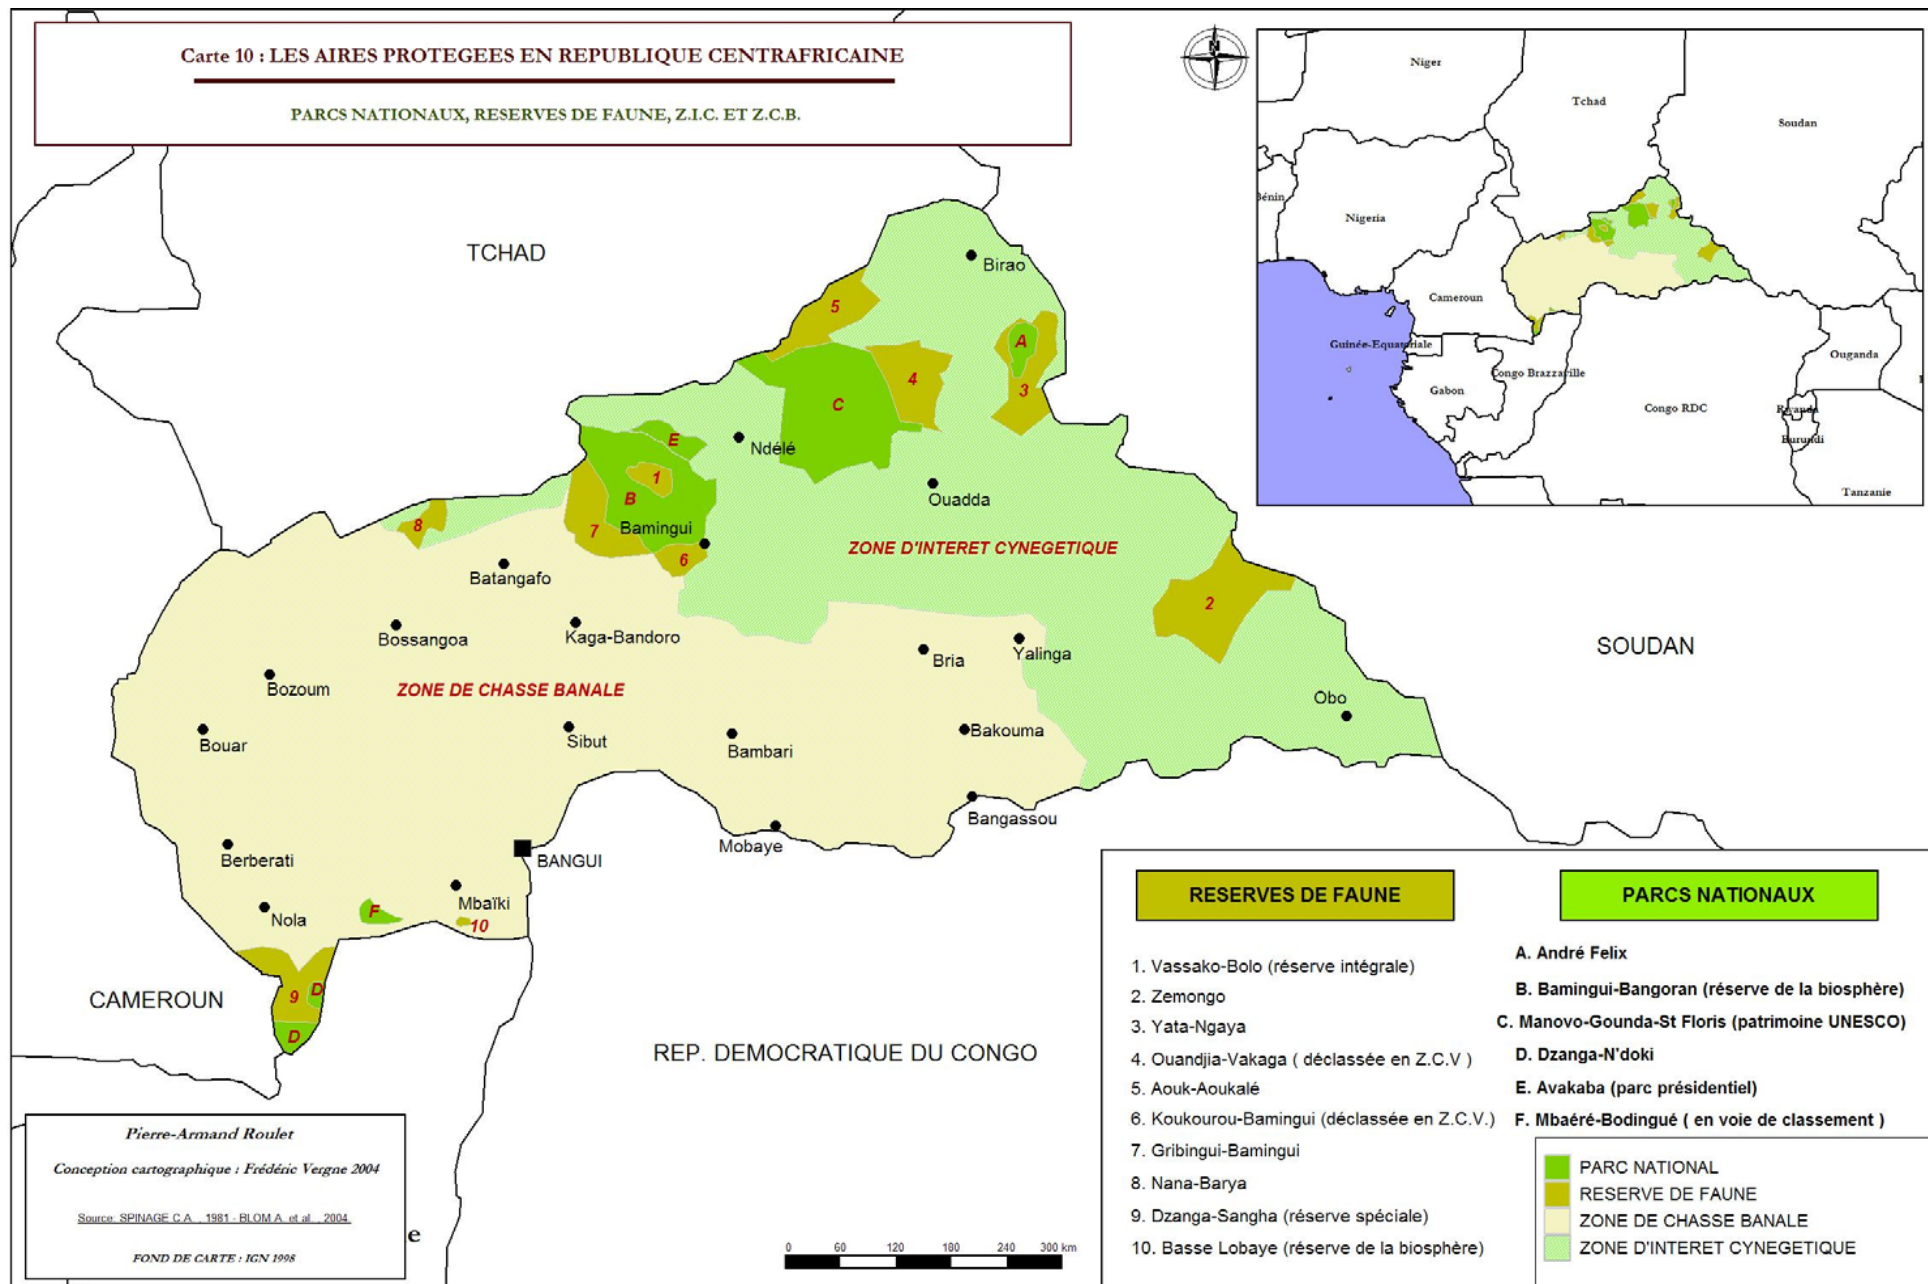 Carte 10 : LES AIRES PROTEGEES EN REPUBLIQUE CENTRAFRICAINE
PARCS NATIONAUX, RESERVES DE FAUNE, Z.I.C. ET Z.C.B.
N
Niger
Tchad
Soudan
Bénin
Nigeria
Cameroun
Guinée-Equatoriale
Gabon
Congo Brazzaville
Congo RDC
Ouganda
Rwanda
Burundi
Tanzanie
TCHAD
Birao
5
A
4
3
C
E
Ndélé
1
B
Ouadda
8
7
Bamingui
6
ZONE D'INTERET CYNEGETIQUE
Batangafo
2
Bossangoa
Kaga-Bandoro
Bria
Yalinga
SOUDAN
Bozoum
ZONE DE CHASSE BANALE
Obo
Bouar
Sibut
Bambari
Bakouma
Bangassou
Mobaye
Berberati
BANGUI
Mbaïki
Nola
F
10
CAMEROUN
9
D
D
REP. DEMOCRATIQUE DU CONGO
RESERVES DE FAUNE
1. Vassako-Bolo (réserve intégrale)
2. Zemongo
3. Yata-Ngaya
4. Ouandjia-Vakaga ( déclassée en Z.C.V )
5. Aouk-Aoukalé
6. Koukourou-Bamingui (déclassée en Z.C.V.)
7. Gribingui-Bamingui
8. Nana-Barya
9. Dzanga-Sangha (réserve spéciale)
10. Basse Lobaye (réserve de la biosphère)
PARCS NATIONAUX
A. André Felix
B. Bamingui-Bangoran (réserve de la biosphère)
C. Manovo-Gounda-St Floris (patrimoine UNESCO)
D. Dzanga-N'doki
E. Avakaba (parc présidentiel)
F. Mbaéré-Bodingué ( en voie de classement )
PARC NATIONAL
RESERVE DE FAUNE
ZONE DE CHASSE BANALE
ZONE D'INTERET CYNEGETIQUE
Pierre-Armand Roulet
Conception cartographique : Frédéric Vergne 2004
Source: SPINAGE C.A. , 1981 - BLOM A. et al. , 2004.
FOND DE CARTE : IGN 1998
e
0 60 120 180 240 300 km